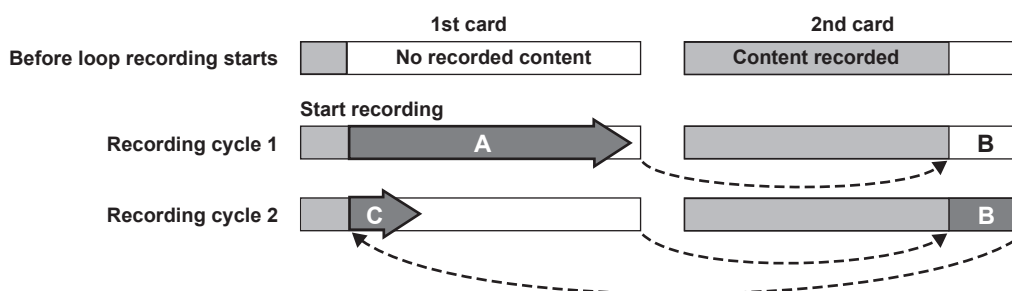 1st card
2nd card
Before loop recording starts
No recorded content
Content recorded
Start recording
Recording cycle 1
A
B
Recording cycle 2
C
B